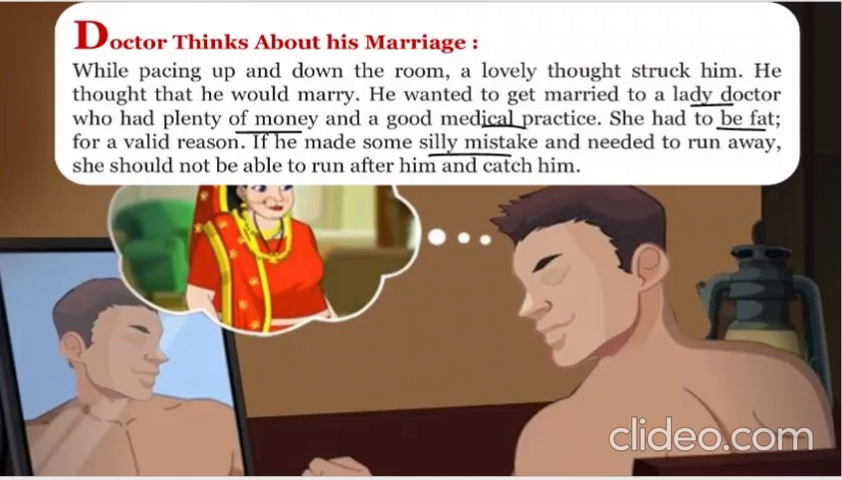 Doctor Thinks About his Marriage :
While pacing up and down the room, a lovely thought struck him. He
thought that he would marry. He wanted to get married to a lady doctor
who had plenty of money and a good medical practice. She had to be fat;
for a valid reason. If he made some silly mistake and needed to run away,
she should not be able to run after him and catch him.
clideo.com